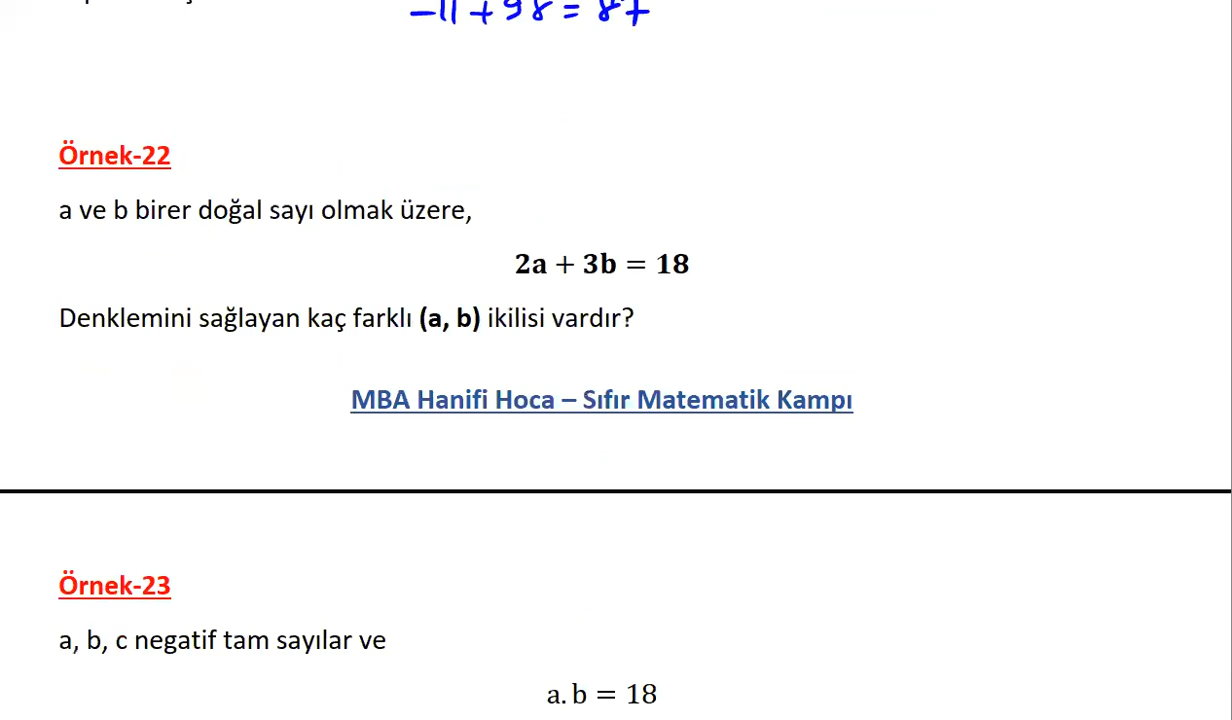 -11 + 98 = 87
Örnek-22
a ve b birer doğal sayı olmak üzere,
2a + 3b = 18
Denklemini sağlayan kaç farklı (a, b) ikilisi vardır?
MBA Hanifi Hoca – Sıfır Matematik Kampı
Örnek-23
a, b, c negatif tam sayılar ve
a. b = 18